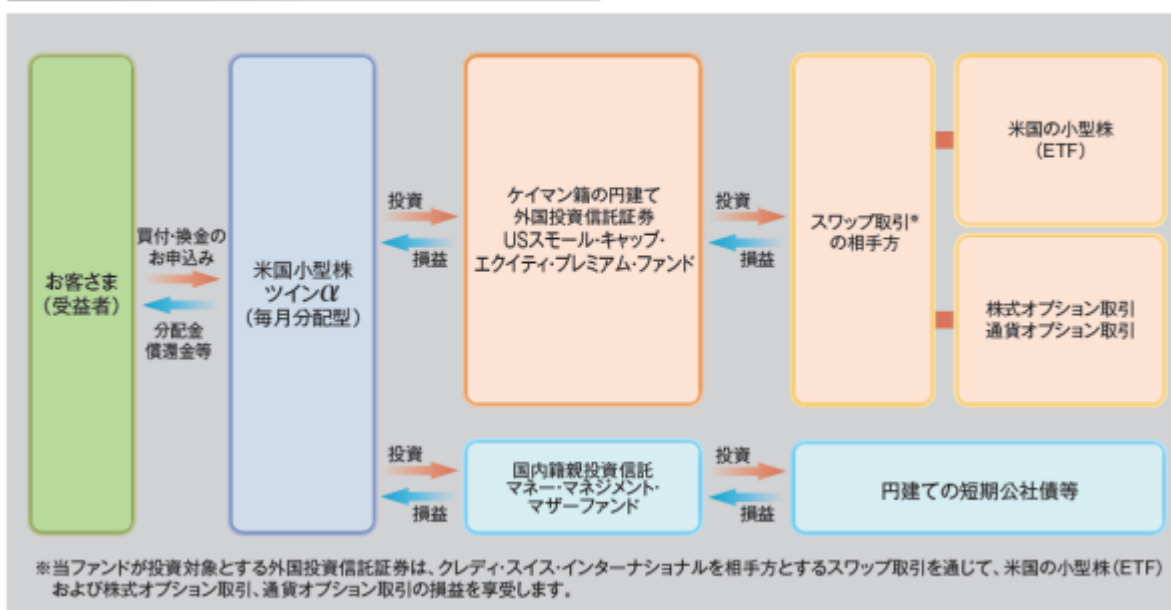 お客さま
(受益者)
買付・換金の
お申込み
分配金
償還金等
米国小型株
ツインα
(毎月分配型)
投資
損益
ケイマン籍の円建て
外国投資信託証券
USスモール・キャップ・
エクイティ・プレミアム・ファンド
投資
損益
スワップ取引※
の相手方
米国の小型株
(ETF)
株式オプション取引
通貨オプション取引
投資
損益
国内籍親投資信託
マネー・マネジメント・
マザーファンド
投資
損益
円建ての短期公社債等
※当ファンドが投資対象とする外国投資信託証券は、クレディ・スイス・インターナショナルを相手方とするスワップ取引を通じて、米国の小型株(ETF)
および株式オプション取引、通貨オプション取引の損益を享受します。